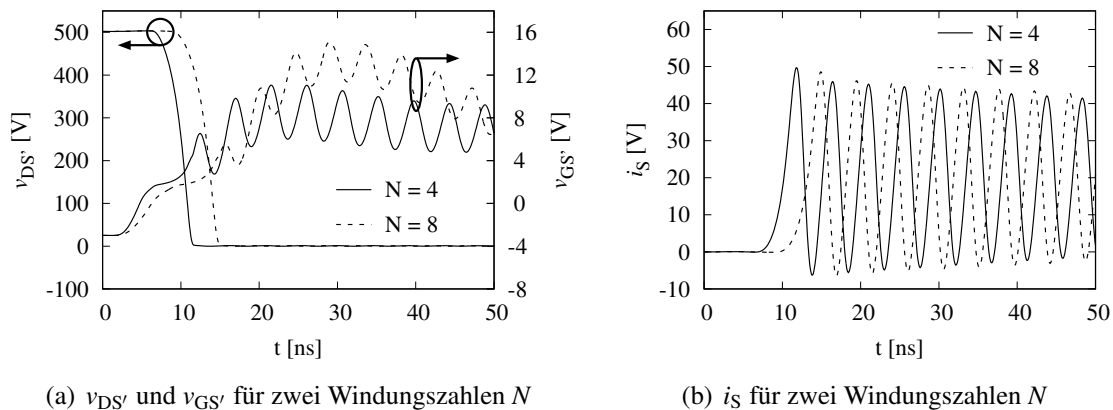 500
400
300
200
100
0
-100
v_DS' [V]
16
12
8
4
0
-4
-8
v_GS' [V]
N = 4
N = 8
0 10 20 30 40 50
t [ns]
60
50
40
30
20
10
0
-10
i_S [V]
N = 4
N = 8
0 10 20 30 40 50
t [ns]
(a) v_DS′ und v_GS′ für zwei Windungszahlen N
(b) i_S für zwei Windungszahlen N